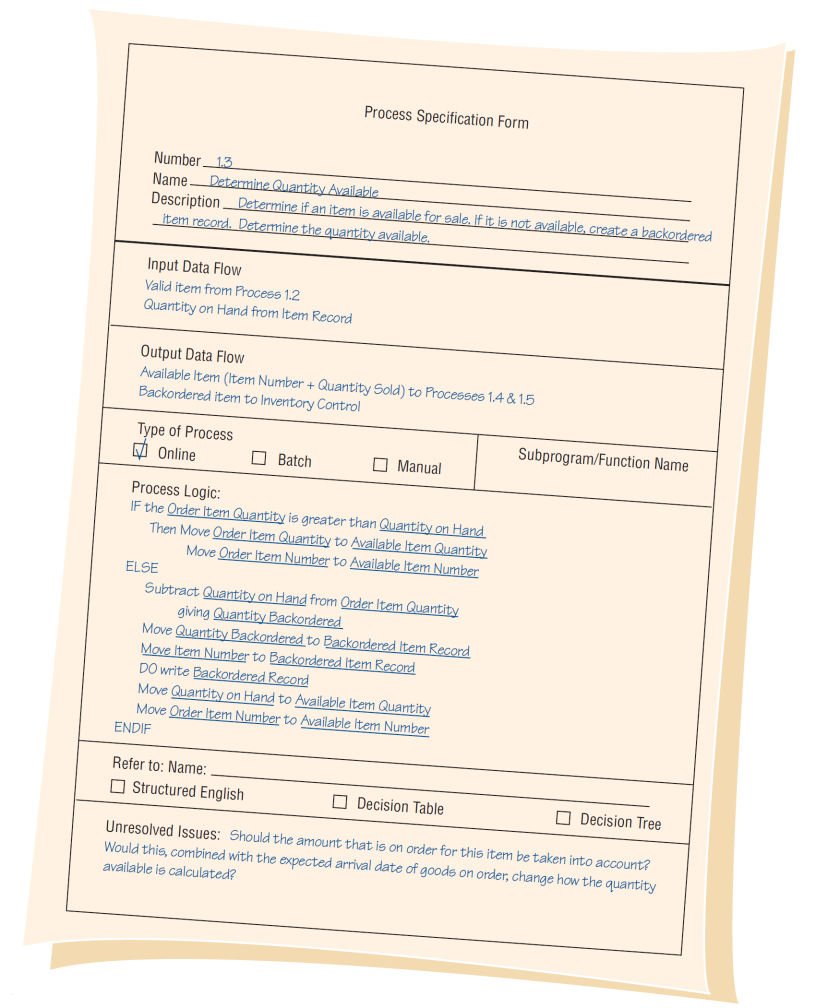 Process Specification Form
Number 1.3
Name Determine Quantity Available
Description Determine if an item is available for sale. If it is not available, create a backordered
item record. Determine the quantity available.
Input Data Flow
Valid item from Process 1.2
Quantity on Hand from Item Record
Output Data Flow
Available Item (Item Number + Quantity Sold) to Processes 1.4 & 1.5
Backordered item to Inventory Control
Type of Process
Online Batch Manual
Subprogram/Function Name
Process Logic:
IF the Order Item Quantity is greater than Quantity on Hand
Then Move Order Item Quantity to Available Item Quantity
Move Order Item Number to Available Item Number
ELSE
Subtract Quantity on Hand from Order Item Quantity
giving Quantity Backordered
Move Quantity Backordered to Backordered Item Record
Move Item Number to Backordered Item Record
DO write Backordered Record
Move Quantity on Hand to Available Item Quantity
Move Order Item Number to Available Item Number
ENDIF
Refer to: Name:
Structured English Decision Table Decision Tree
Unresolved Issues: Should the amount that is on order for this item be taken into account?
Would this, combined with the expected arrival date of goods on order, change how the quantity
available is calculated?